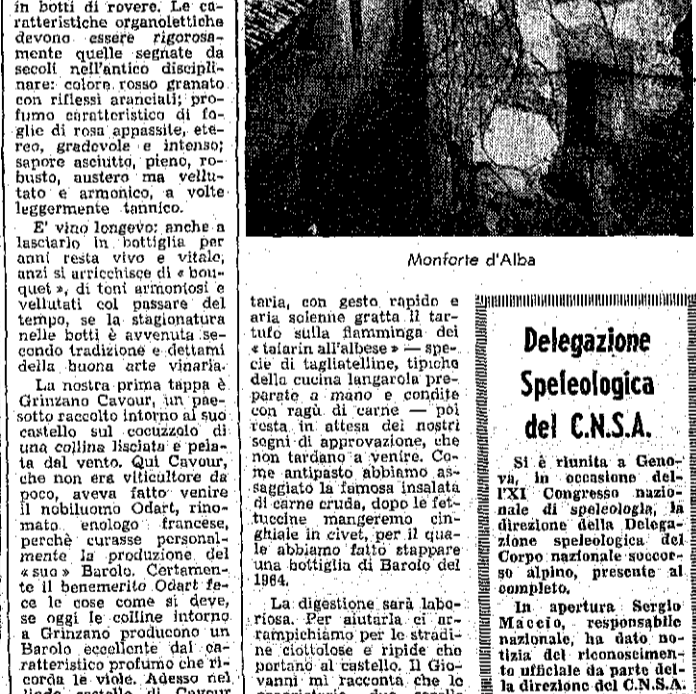 in botti di rovere. Le ca-
ratteristiche organolettiche
devono essere rigorosa-
mente quelle segnate da
secoli nell'antico discipli-
nare: colore rosso granato
con riflessi aranciati; pro-
fumo caratteristico di fo-
glie di rosa appassite, ete-
reo, gradevole e intenso;
sapore asciutto, pieno, ro-
busto, austero ma vellu-
tato e armonico, a volte
leggermente tannico.
E' vino longevo: anche a
lasciarlo in bottiglia per
anni resta vivo e vitale,
anzi si arricchisce di « bou-
quet », di toni armoniosi e
vellutati col passare del
tempo, se la stagionatura
nelle botti è avvenuta se-
condo tradizione e dettami
della buona arte vinaria.
La nostra prima tappa è
Grinzano Cavour, un pae-
sotto raccolto intorno al suo
castello sul cocuzzolo di
una collina lisciata e pela-
ta dal vento. Qui Cavour,
che non era viticultore da
poco, aveva fatto venire
il nobiluomo Odart, rino-
mato enologo francese,
perchè curasse personal-
mente la produzione del
« suo » Barolo. Certamen-
te il benemerito Odart fe-
ce le cose come si deve,
se oggi le colline intorno
a Grinzano producono un
Barolo eccellente dal ca-
ratteristico profumo che ri-
corda le viole. Adesso nel
castello di Cavour
Monforte d'Alba
taria, con gesto rapido e
aria solenne gratta il tar-
tufo sulla fiamminga dei
« taiarin all'albese » — spe-
cie di tagliatelline, tipiche
della cucina langarola pre-
parate a mano e condite
con ragù di carne — poi
resta in attesa dei nostri
segni di approvazione, che
non tardano a venire. Co-
me antipasto abbiamo as-
saggiato la famosa insalata
di carne cruda, dopo le fet-
tuccine mangeremo cin-
ghiale in civet, per il qua-
le abbiamo fatto stappare
una bottiglia di Barolo del
1964.
La digestione sarà labo-
riosa. Per aiutarla ci ar-
rampichiamo per le stradi-
ne ciottolose e ripide che
portano al castello. Il Gio-
vanni mi racconta che lo
Delegazione
Speleologica
del C.N.S.A.
Si è riunita a Geno-
va, in occasione del-
l'XI Congresso nazio-
nale di speleologia, la
direzione della Delega-
zione speleologica del
Corpo nazionale soccor-
so alpino, presente al
completo.
In apertura Sergio
Maccio, responsabile
nazionale, ha dato no-
tizia del riconoscimen-
to ufficiale da parte del-
la direzione del C.N.S.A.